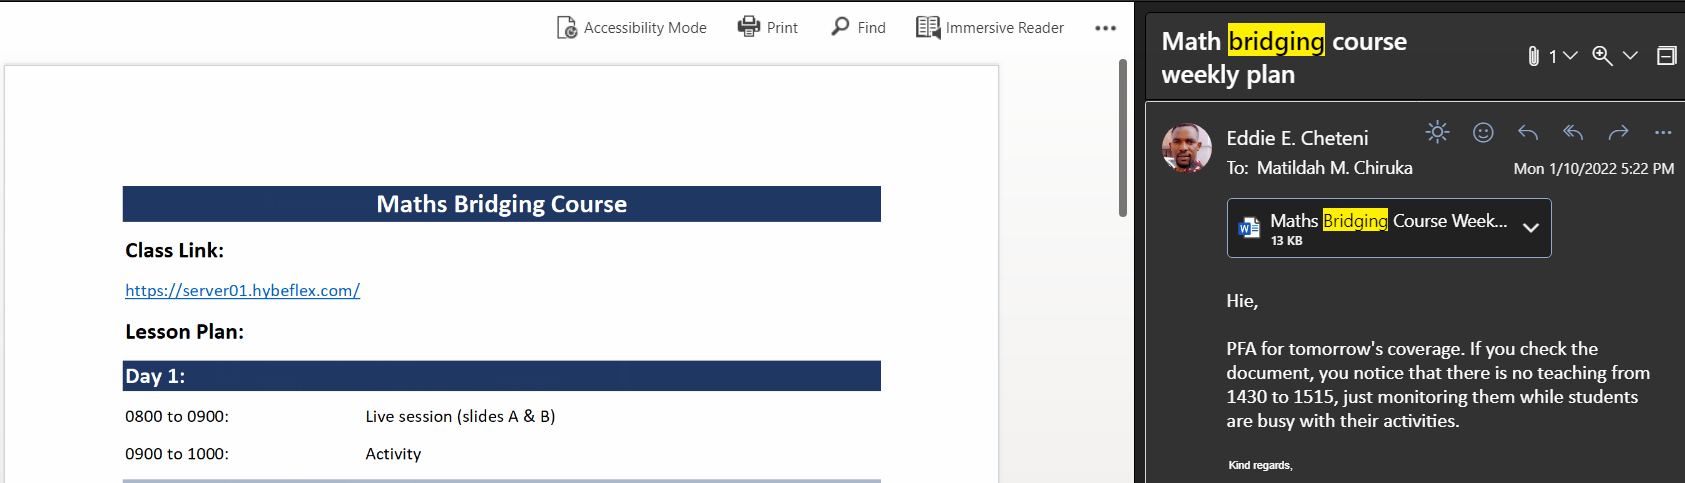 Accessibility Mode
Print
Find
Immersive Reader
Maths Bridging Course
Class Link:
https://server01.hybeflex.com/
Lesson Plan:
Day 1:
0800 to 0900: Live session (slides A & B)
0900 to 1000: Activity
Math bridging course
weekly plan
1
Eddie E. Cheteni
To: Matildah M. Chiruka
Mon 1/10/2022 5:22 PM
W
Maths Bridging Course Week...
13 KB
Hie,
PFA for tomorrow's coverage. If you check the
document, you notice that there is no teaching from
1430 to 1515, just monitoring them while students
are busy with their activities.
Kind regards,